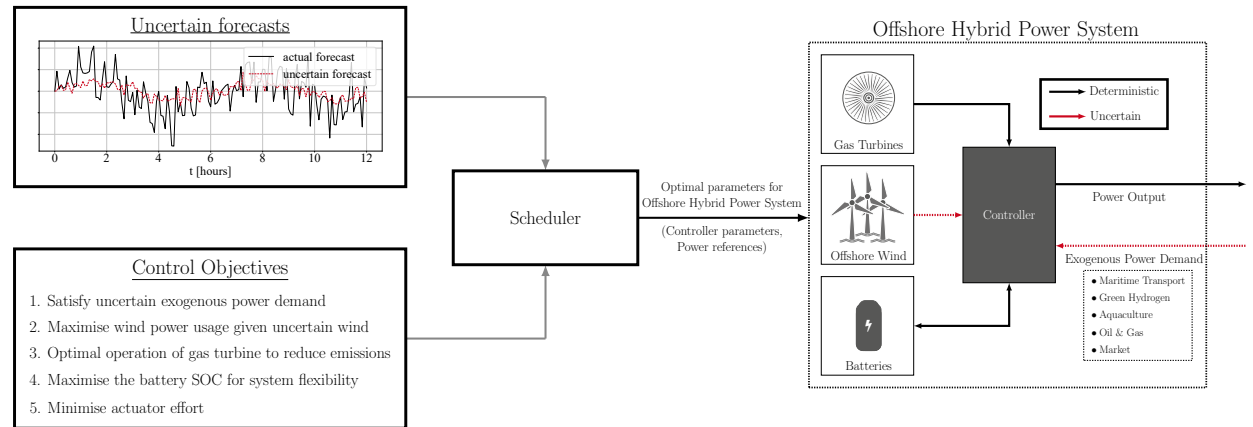 Uncertain forecasts
actual forecast
uncertain forecast
0 2 4 6 8 10 12
t [hours]
Control Objectives
1. Satisfy uncertain exogenous power demand
2. Maximise wind power usage given uncertain wind
3. Optimal operation of gas turbine to reduce emissions
4. Maximise the battery SOC for system flexibility
5. Minimise actuator effort
Scheduler
Optimal parameters for
Offshore Hybrid Power System
(Controller parameters,
Power references)
Offshore Hybrid Power System
Gas Turbines
Offshore Wind
Batteries
Controller
Deterministic
Uncertain
Power Output
Exogenous Power Demand
● Maritime Transport
● Green Hydrogen
● Aquaculture
● Oil & Gas
● Market